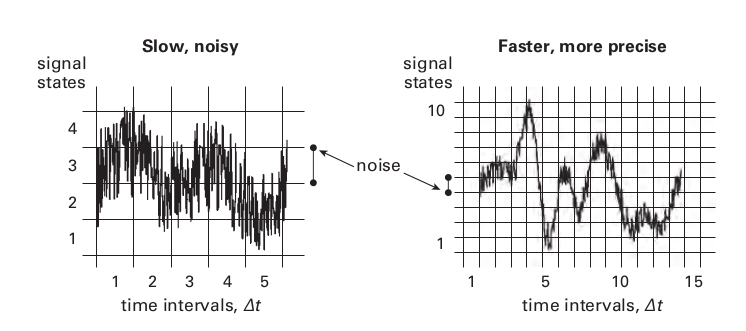 Slow, noisy
signal
states
4
3
2
1
1 2 3 4 5
time intervals, Δt
noise
Faster, more precise
signal
states
10
1
1 5 10 15
time intervals, Δt